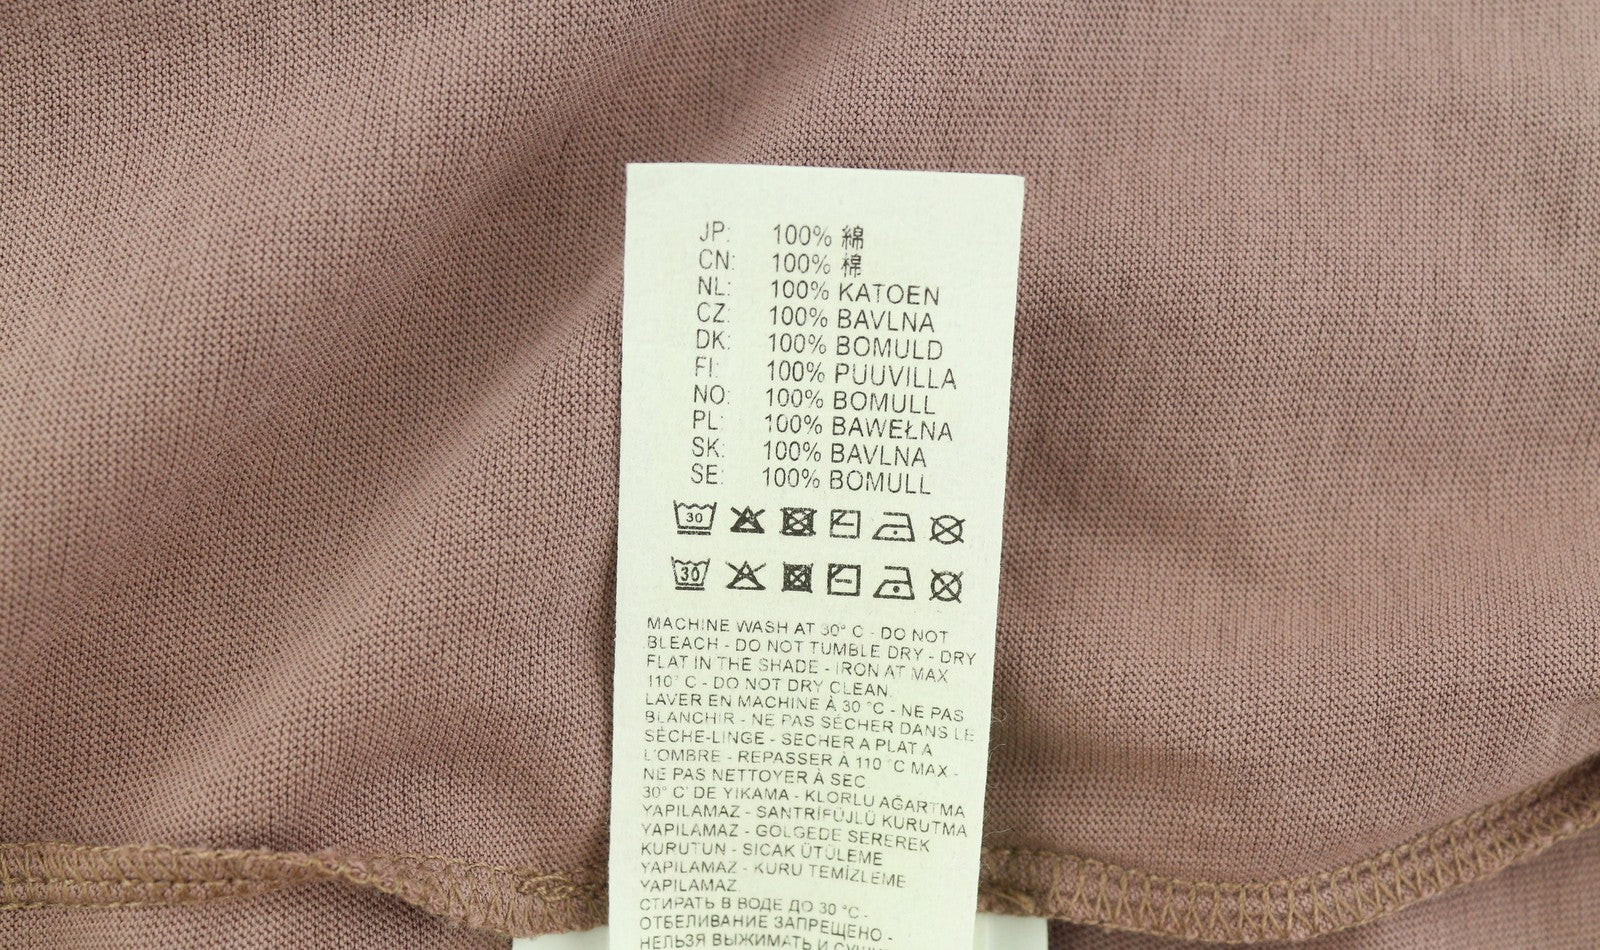 JP: 100% 綿
CN: 100% 棉
NL: 100% KATOEN
CZ: 100% BAVLNA
DK: 100% BOMULD
FI: 100% PUUVILLA
NO: 100% BOMULL
PL: 100% BAWEŁNA
SK: 100% BAVLNA
SE: 100% BOMULL
30
30
MACHINE WASH AT 30° C - DO NOT
BLEACH - DO NOT TUMBLE DRY - DRY
FLAT IN THE SHADE - IRON AT MAX
110° C - DO NOT DRY CLEAN.
LAVER EN MACHINE À 30 °C - NE PAS
BLANCHIR - NE PAS SÉCHER DANS LE
SÈCHE-LINGE - SECHER A PLAT A
L'OMBRE - REPASSER À 110 °C MAX -
NE PAS NETTOYER À SEC
30° C' DE YIKAMA - KLORLU AĞARTMA
YAPILAMAZ - SANTRİFÜJLÜ KURUTMA
YAPILAMAZ - GÖLGEDE SEREREK
KURUTUN - SICAK ÜTÜLEME
YAPILAMAZ - KURU TEMİZLEME
YAPILAMAZ
СТИРАТЬ В ВОДЕ ДО 30 °C -
ОТБЕЛИВАНИЕ ЗАПРЕЩЕНО -
НЕЛЬЗЯ ВЫЖИМАТЬ И